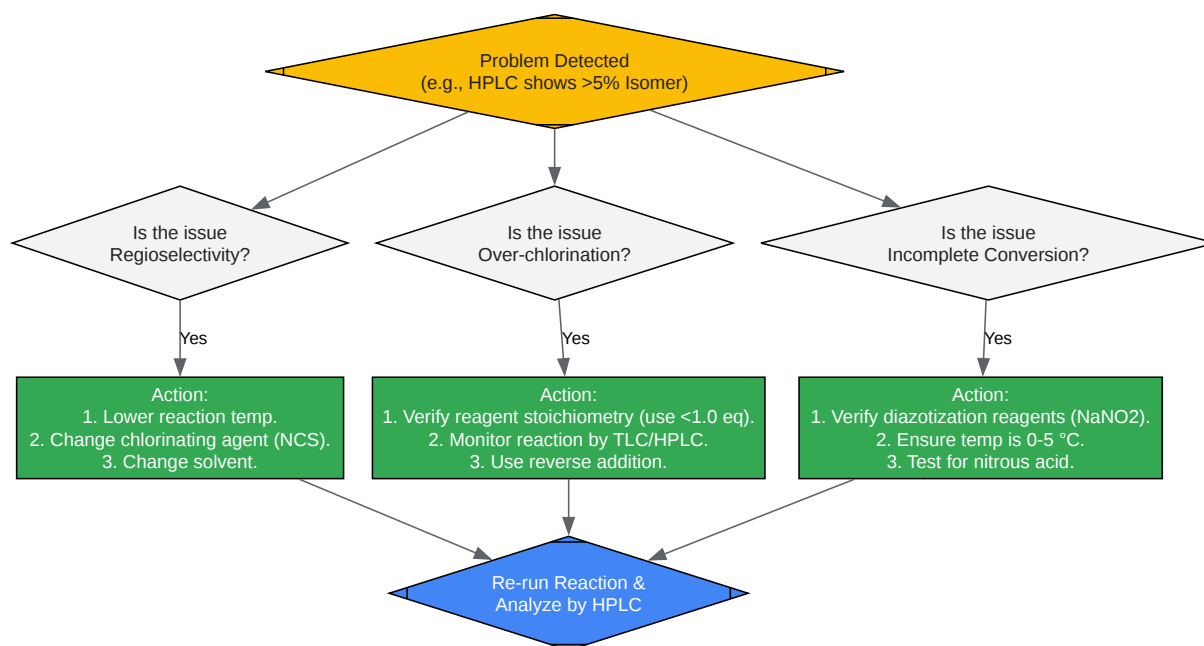 Problem Detected
(e.g., HPLC shows >5% Isomer)
Is the issue
Regioselectivity?
Is the issue
Over-chlorination?
Is the issue
Incomplete Conversion?
Yes
Yes
Yes
Action:
1. Lower reaction temp.
2. Change chlorinating agent (NCS).
3. Change solvent.
Action:
1. Verify reagent stoichiometry (use <1.0 eq).
2. Monitor reaction by TLC/HPLC.
3. Use reverse addition.
Action:
1. Verify diazotization reagents (NaNO2).
2. Ensure temp is 0-5 °C.
3. Test for nitrous acid.
Re-run Reaction &
Analyze by HPLC